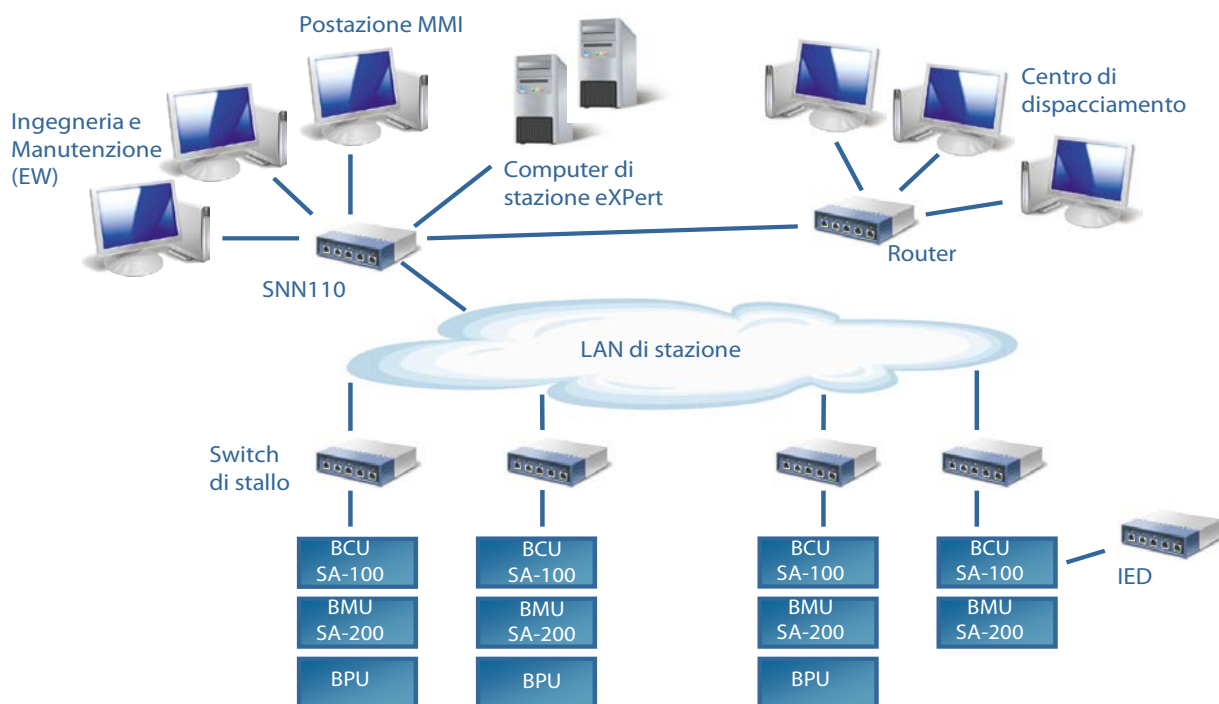 Postazione MMI
Ingegneria e
Manutenzione
(EW)
Computer di
stazione eXPert
Centro di
dispacciamento
SNN110
Router
LAN di stazione
Switch
di stallo
BCU
SA-100
BCU
SA-100
BCU
SA-100
BCU
SA-100
IED
BMU
SA-200
BMU
SA-200
BMU
SA-200
BMU
SA-200
BPU
BPU
BPU